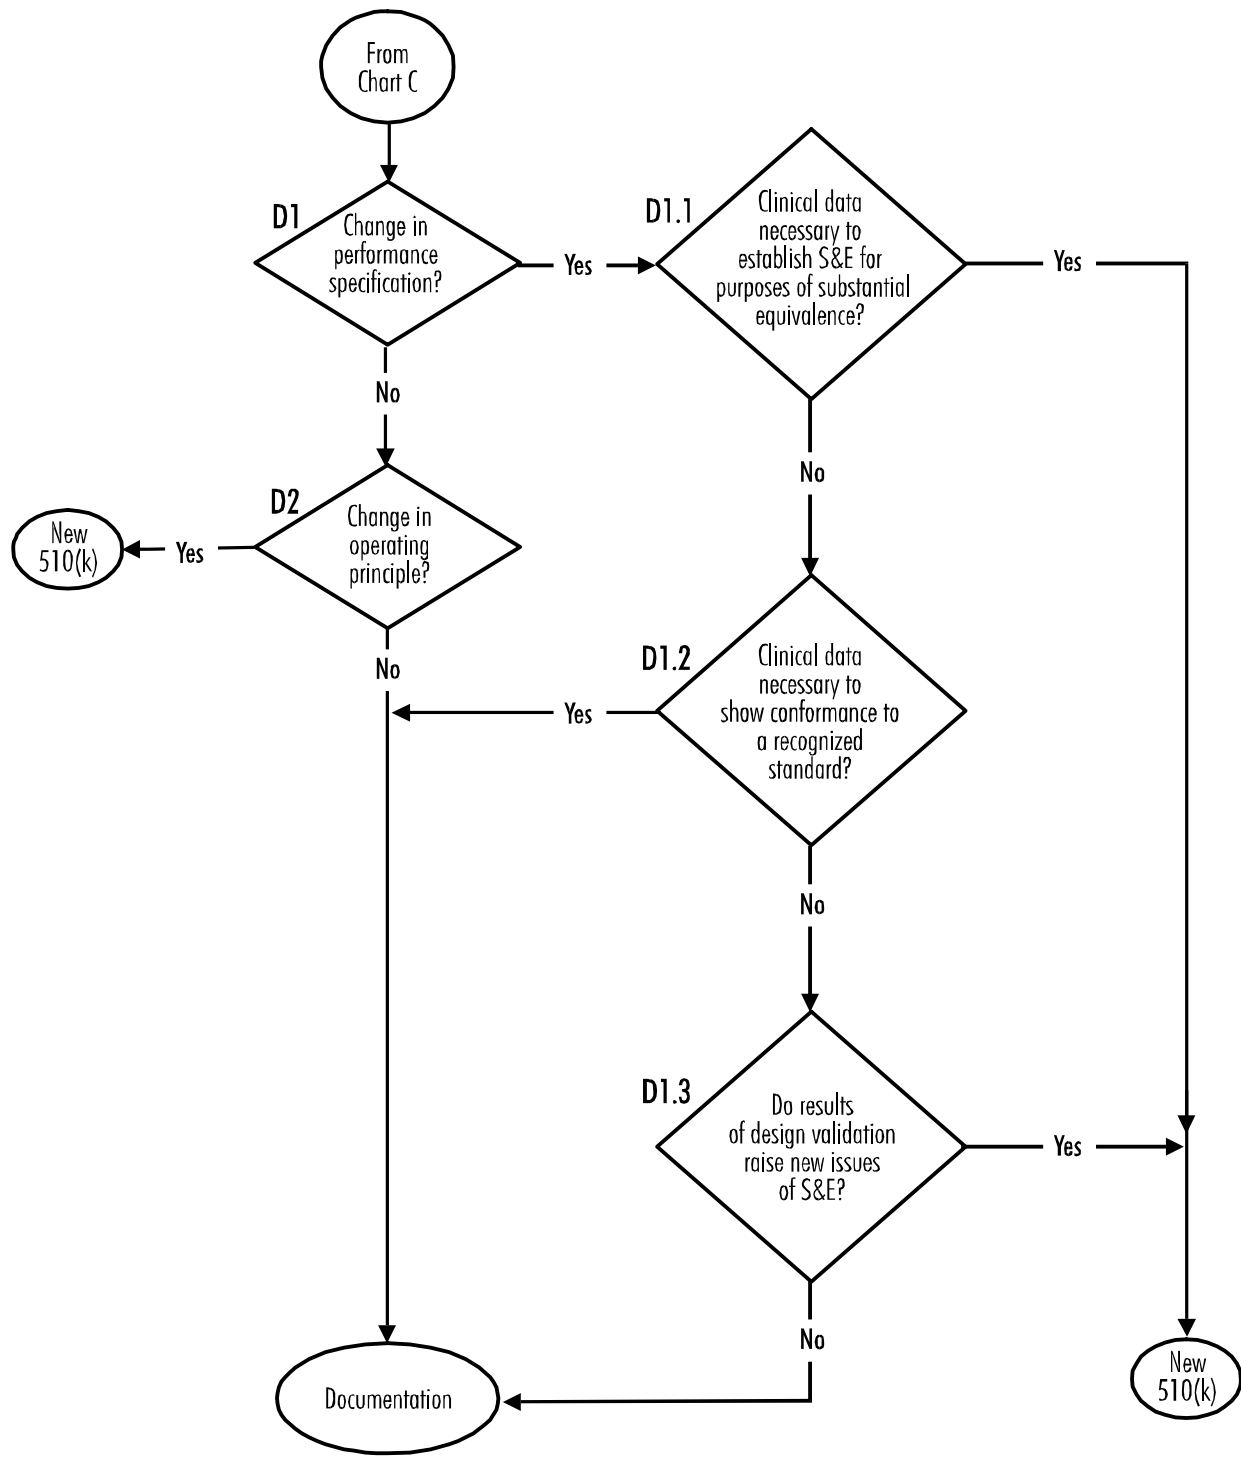 From
Chart C
D1
Change in
performance
specification?
Yes
D1.1
Clinical data
necessary to
establish S&E for
purposes of substantial
equivalence?
Yes
No
No
D2
Change in
operating
principle?
Yes
New
510(k)
No
D1.2
Clinical data
necessary to
show conformance to
a recognized
standard?
Yes
No
D1.3
Do results
of design validation
raise new issues
of S&E?
Yes
No
Documentation
New
510(k)